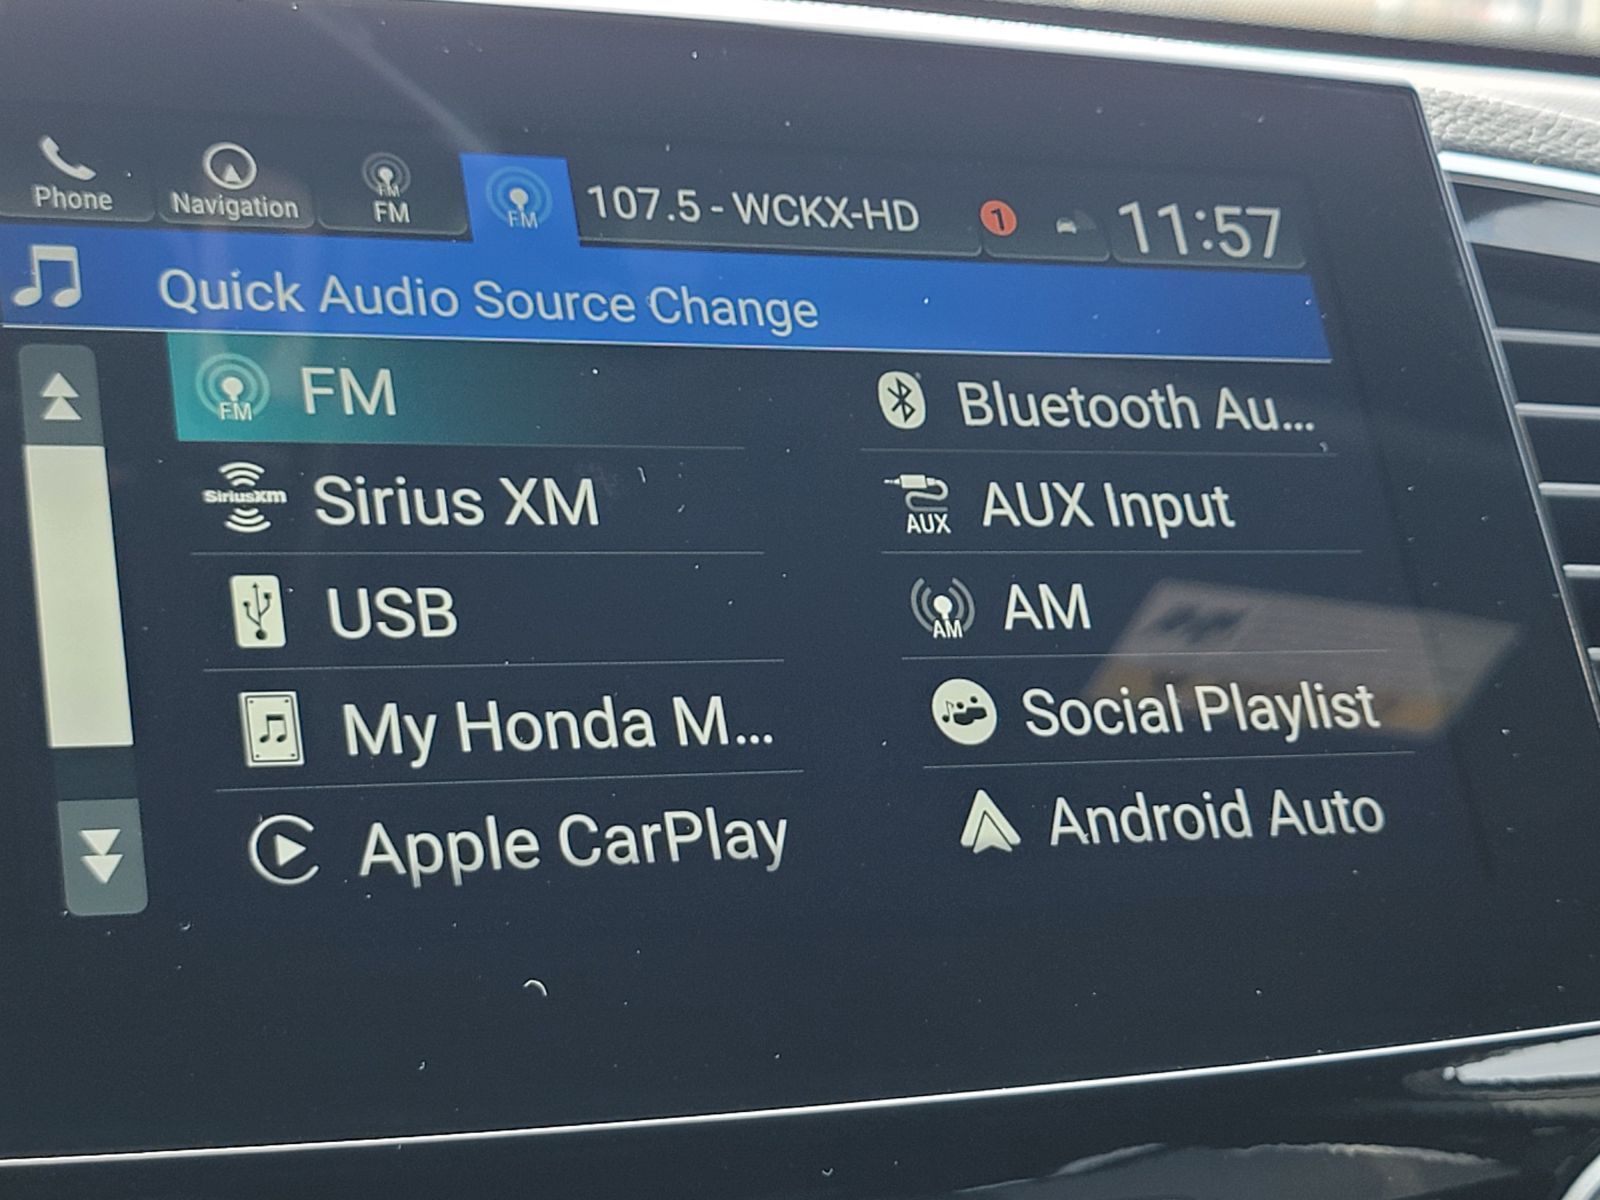 Phone
Navigation
FM
FM
FM
107.5 - WCKX-HD
1
11:57
Quick Audio Source Change
FM
FM
Bluetooth Au...
SiriusXm
Sirius XM
AUX
AUX Input
USB
AM
AM
My Honda M...
Social Playlist
Apple CarPlay
Android Auto